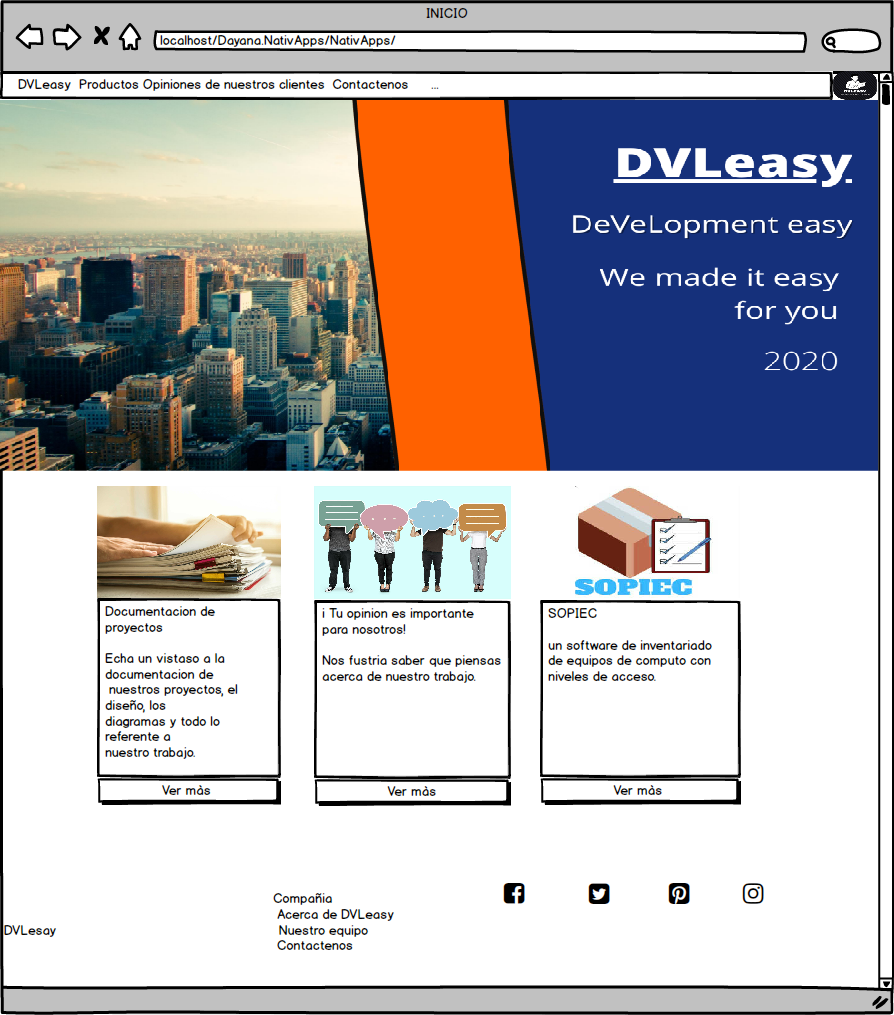 INICIO
localhost/Dayana.NativApps/NativApps/
DVLeasy Productos Opiniones de nuestros clientes Contactenos ...
DVLeasy
DeVeLopment easy
We made it easy
for you
2020
SOPIEC
Documentacion de
proyectos
Echa un vistaso a la
documentacion de
nuestros proyectos, el
diseño, los
diagramas y todo lo
referente a
nuestro trabajo.
Ver màs
¡ Tu opinion es importante
para nosotros!
Nos fustria saber que piensas
acerca de nuestro trabajo.
Ver màs
SOPIEC
un software de inventariado
de equipos de computo con
niveles de acceso.
Ver màs
DVLesay
Compañia
Acerca de DVLeasy
Nuestro equipo
Contactenos